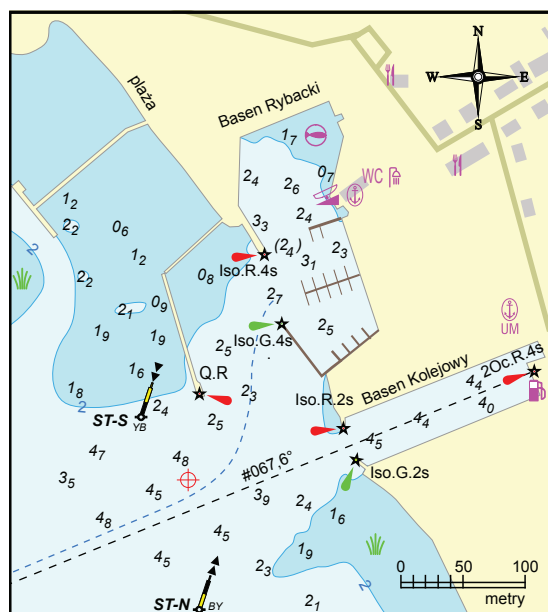 N
W E
S
plaża
Basen Rybacki
1₇
0₇
WC
2₄
2₆
2₄
1₂
2₂
0₆
3₃
2₃
(2₄)
3₁
1₂
Iso.R.4s
0₈
2₂
2₇
0₉
2₁
Iso.G.4s
UM
1₉
1₉
2₅
2₅
Basen Kolejowy
2Oc.R.4s
1₆
Q.R
2₃
4₄
1₈
2₄
Iso.R.2s
4₀
ST-S YB
2₅
4₄
4₇
4₈
4₅
#067,6°
Iso.G.2s
3₅
4₅
3₉
2₄
1₆
4₈
4₅
1₉
2₃
ST-N BY
2₁
2
2
2
0 100
metry